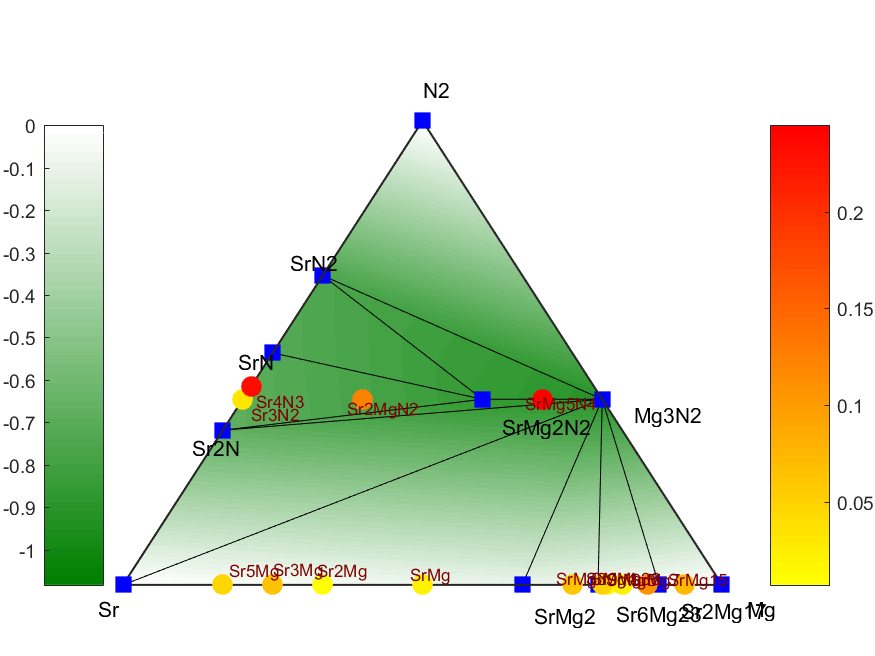 N2
0
-0.1
-0.2
-0.3
-0.4
-0.5
-0.6
-0.7
-0.8
-0.9
-1
0.2
0.15
0.1
0.05
SrN2
SrN
Sr4N3
Sr3N2
Sr2MgN2
SrMg5N4
Mg3N2
SrMg2N2
Sr2N
Sr5Mg
Sr3Mg
Sr2Mg
SrMg
SrMg15
Sr
SrMg2
Sr6Mg23
Sr2Mg17
Mg